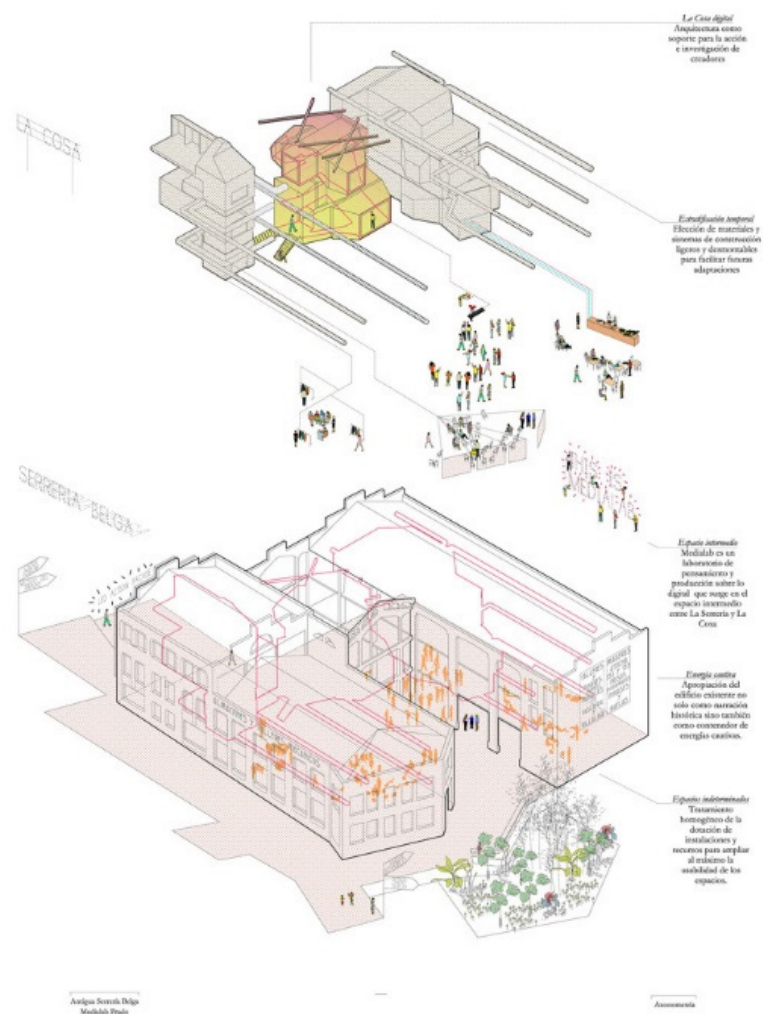 La Cosa digital
Arquitectura como
soporte para la acción
e investigación de
creadores
LA COSA
Estratificación temporal
Elección de materiales y
sistemas de construcción
ligeros y desmontables
para facilitar futuras
adaptaciones
THIS IS
MEDIALAB
SERRERIA BELGA
Espacio intermedio
Medialab es un
laboratorio de
pensamiento y
producción sobre lo
digital que surge en el
espacio intermedio
entre La Serrería y La
Cosa
Energía cautiva
Apropiación del
edificio existente no
solo como narración
histórica sino también
como contenedor de
energías cautivas.
Espacios indeterminados
Tratamiento
homogéneo de la
dotación de
instalaciones y
recursos para ampliar
al máximo la
usabilidad de los
espacios.
Antigua Serrería Belga
Medialab Prado
Axonometría